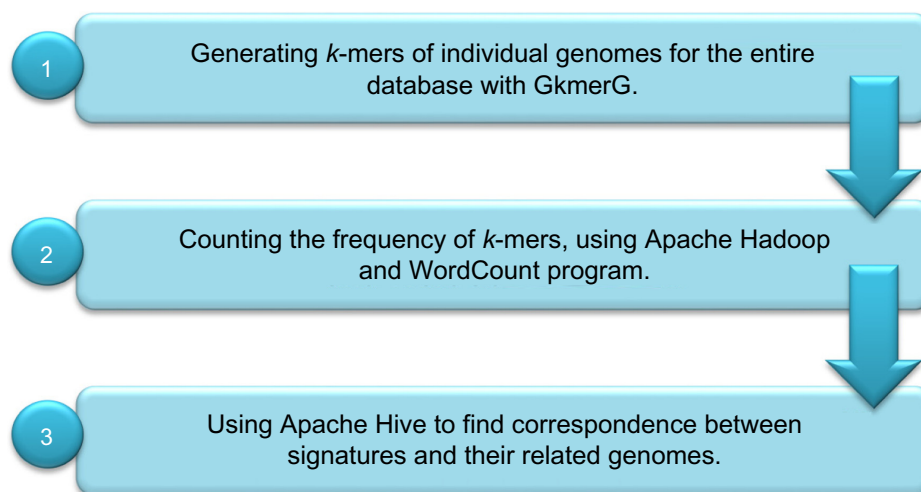 1
Generating k-mers of individual genomes for the entire
database with GkmerG.
2
Counting the frequency of k-mers, using Apache Hadoop
and WordCount program.
3
Using Apache Hive to find correspondence between
signatures and their related genomes.